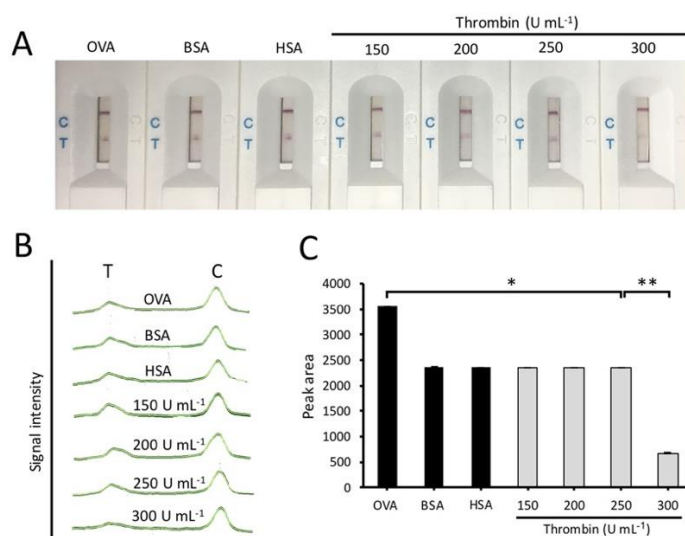 Thrombin (U mL⁻¹)
A
OVA BSA HSA 150 200 250 300
C C T C C T C C T C C T C C T C C T C C T
T T T T T T T
B
T C
OVA
BSA
HSA
150 U mL⁻¹
200 U mL⁻¹
250 U mL⁻¹
300 U mL⁻¹
Signal intensity
C
* **
4000
3500
3000
2500
2000
1500
1000
500
0
Peak area
OVA BSA HSA 150 200 250 300
Thrombin (U mL⁻¹)